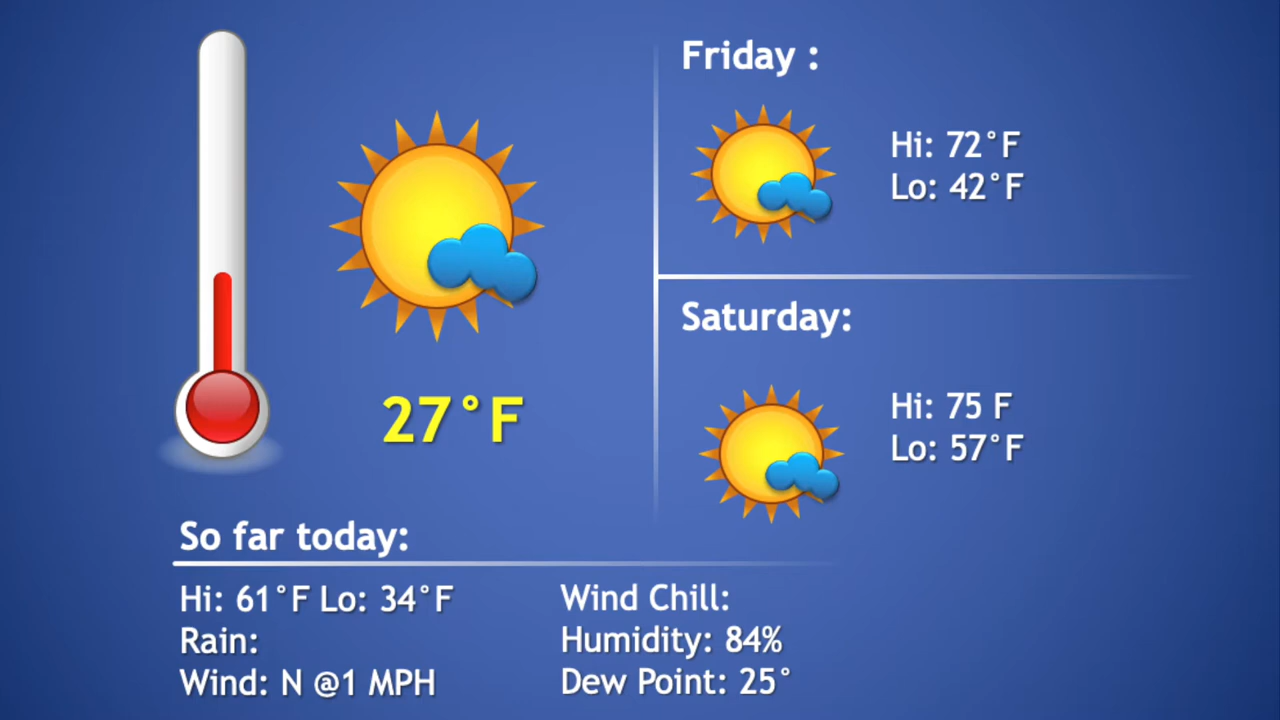 27°F
Friday :
Hi: 72°F
Lo: 42°F
Saturday:
Hi: 75 F
Lo: 57°F
So far today:
Hi: 61°F Lo: 34°F
Rain:
Wind: N @1 MPH
Wind Chill:
Humidity: 84%
Dew Point: 25°